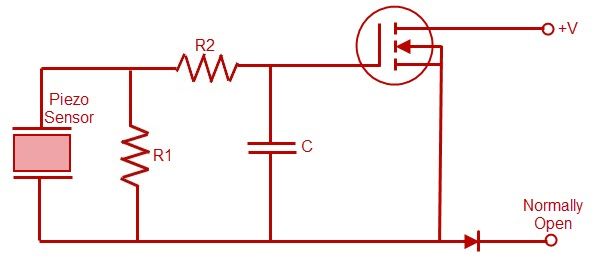 R2
+V
Piezo
Sensor
R1
C
Normally
Open